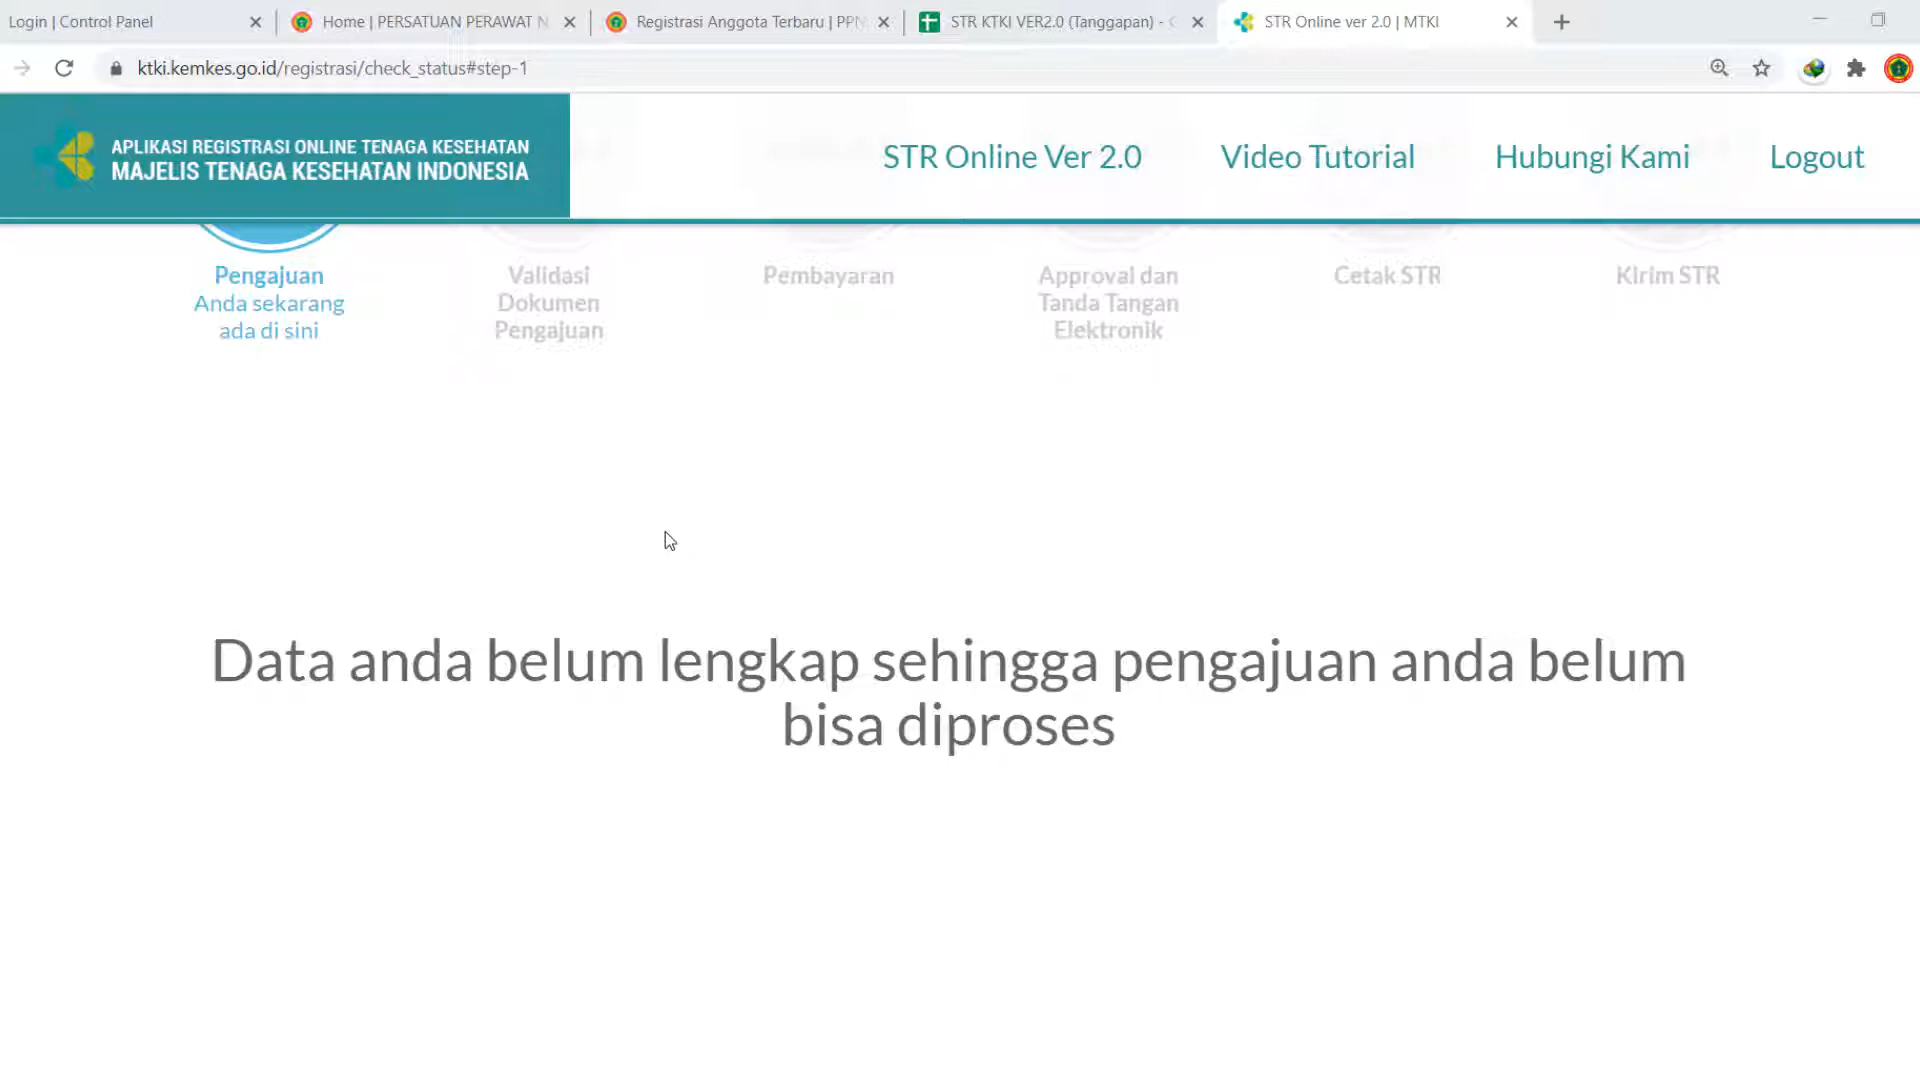 Login | Control Panel
Home | PERSATUAN PERAWAT N
Registrasi Anggota Terbaru | PPN
STR KTKI VER2.0 (Tanggapan) -
STR Online ver 2.0 | MTKI
ktki.kemkes.go.id/registrasi/check_status#step-1
APLIKASI REGISTRASI ONLINE TENAGA KESEHATAN
MAJELIS TENAGA KESEHATAN INDONESIA
STR Online Ver 2.0
Video Tutorial
Hubungi Kami
Logout
Pengajuan
Anda sekarang
ada di sini
Validasi
Dokumen
Pengajuan
Pembayaran
Approval dan
Tanda Tangan
Elektronik
Cetak STR
Kirim STR
Data anda belum lengkap sehingga pengajuan anda belum
bisa diproses